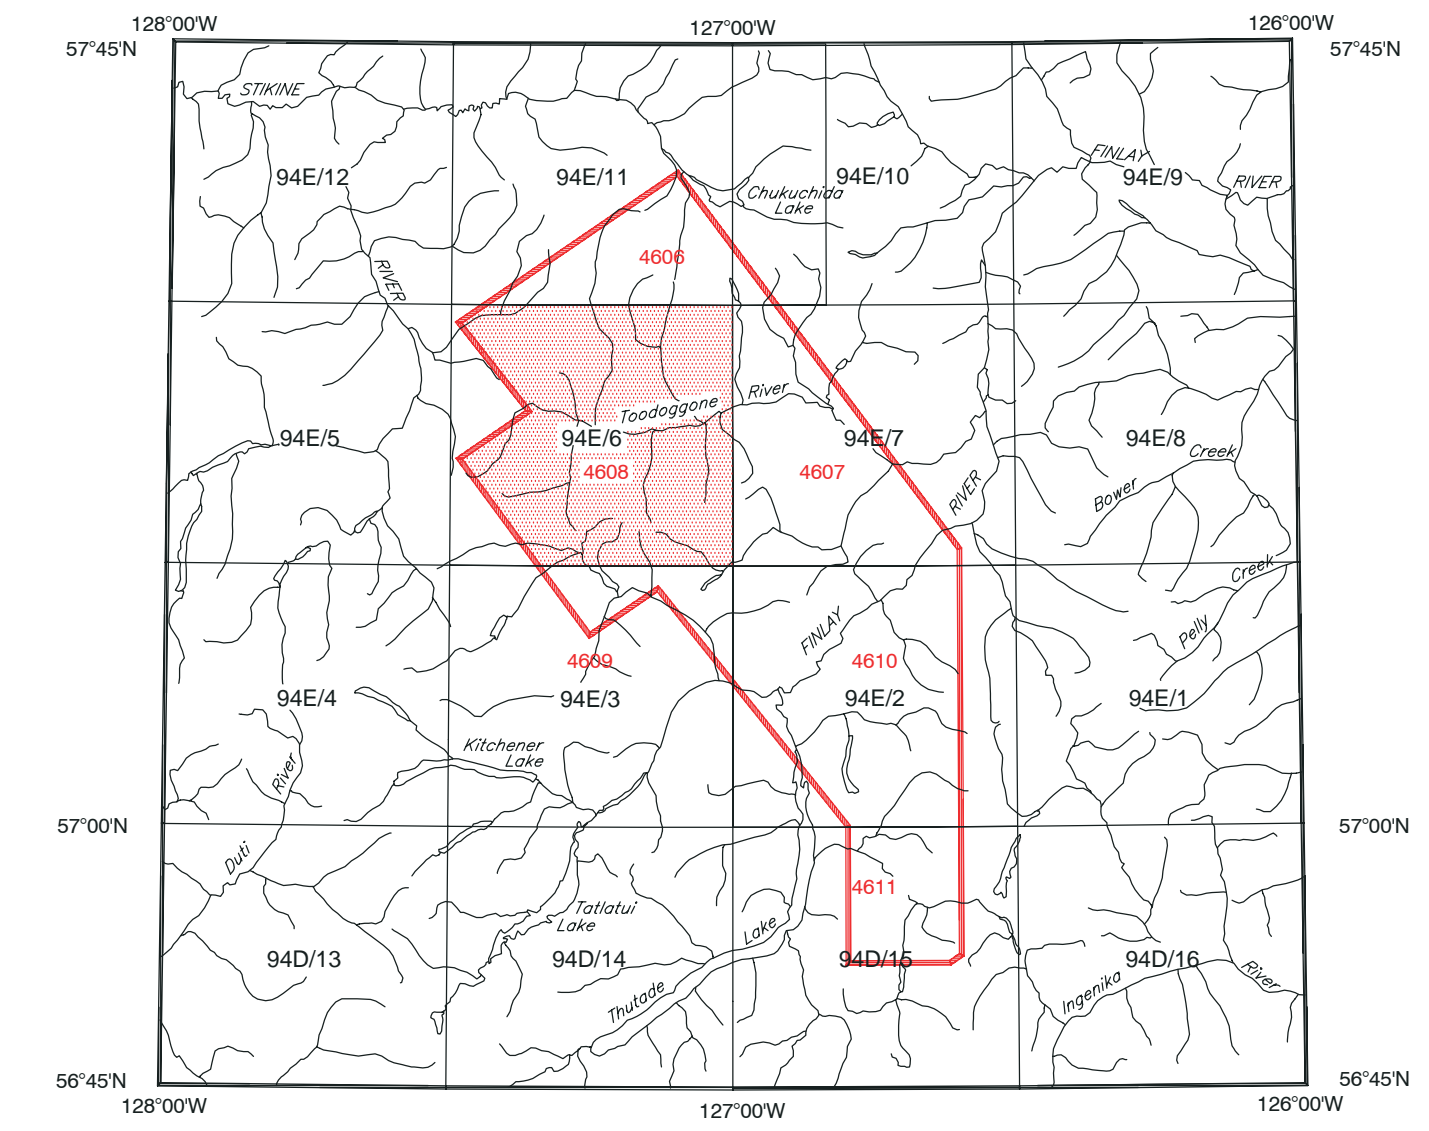 128°00'W
127°00'W
126°00'W
57°45'N
57°45'N
STIKINE
FINLAY
94E/12
94E/11
94E/10
94E/9
RIVER
Chukuchida
Lake
4606
RIVER
River
Toodoggone
94E/5
94E/6
94E/7
94E/8
Creek
4608
4607
RIVER
Bower
Creek
FINLAY
Pelly
4609
4610
94E/4
94E/3
94E/2
94E/1
Kitchener
Lake
River
57°00'N
57°00'N
Duti
4611
Tatlatui
Lake
Lake
94D/13
94D/14
94D/15
94D/16
River
Ingenika
Thutade
56°45'N
56°45'N
128°00'W
127°00'W
126°00'W